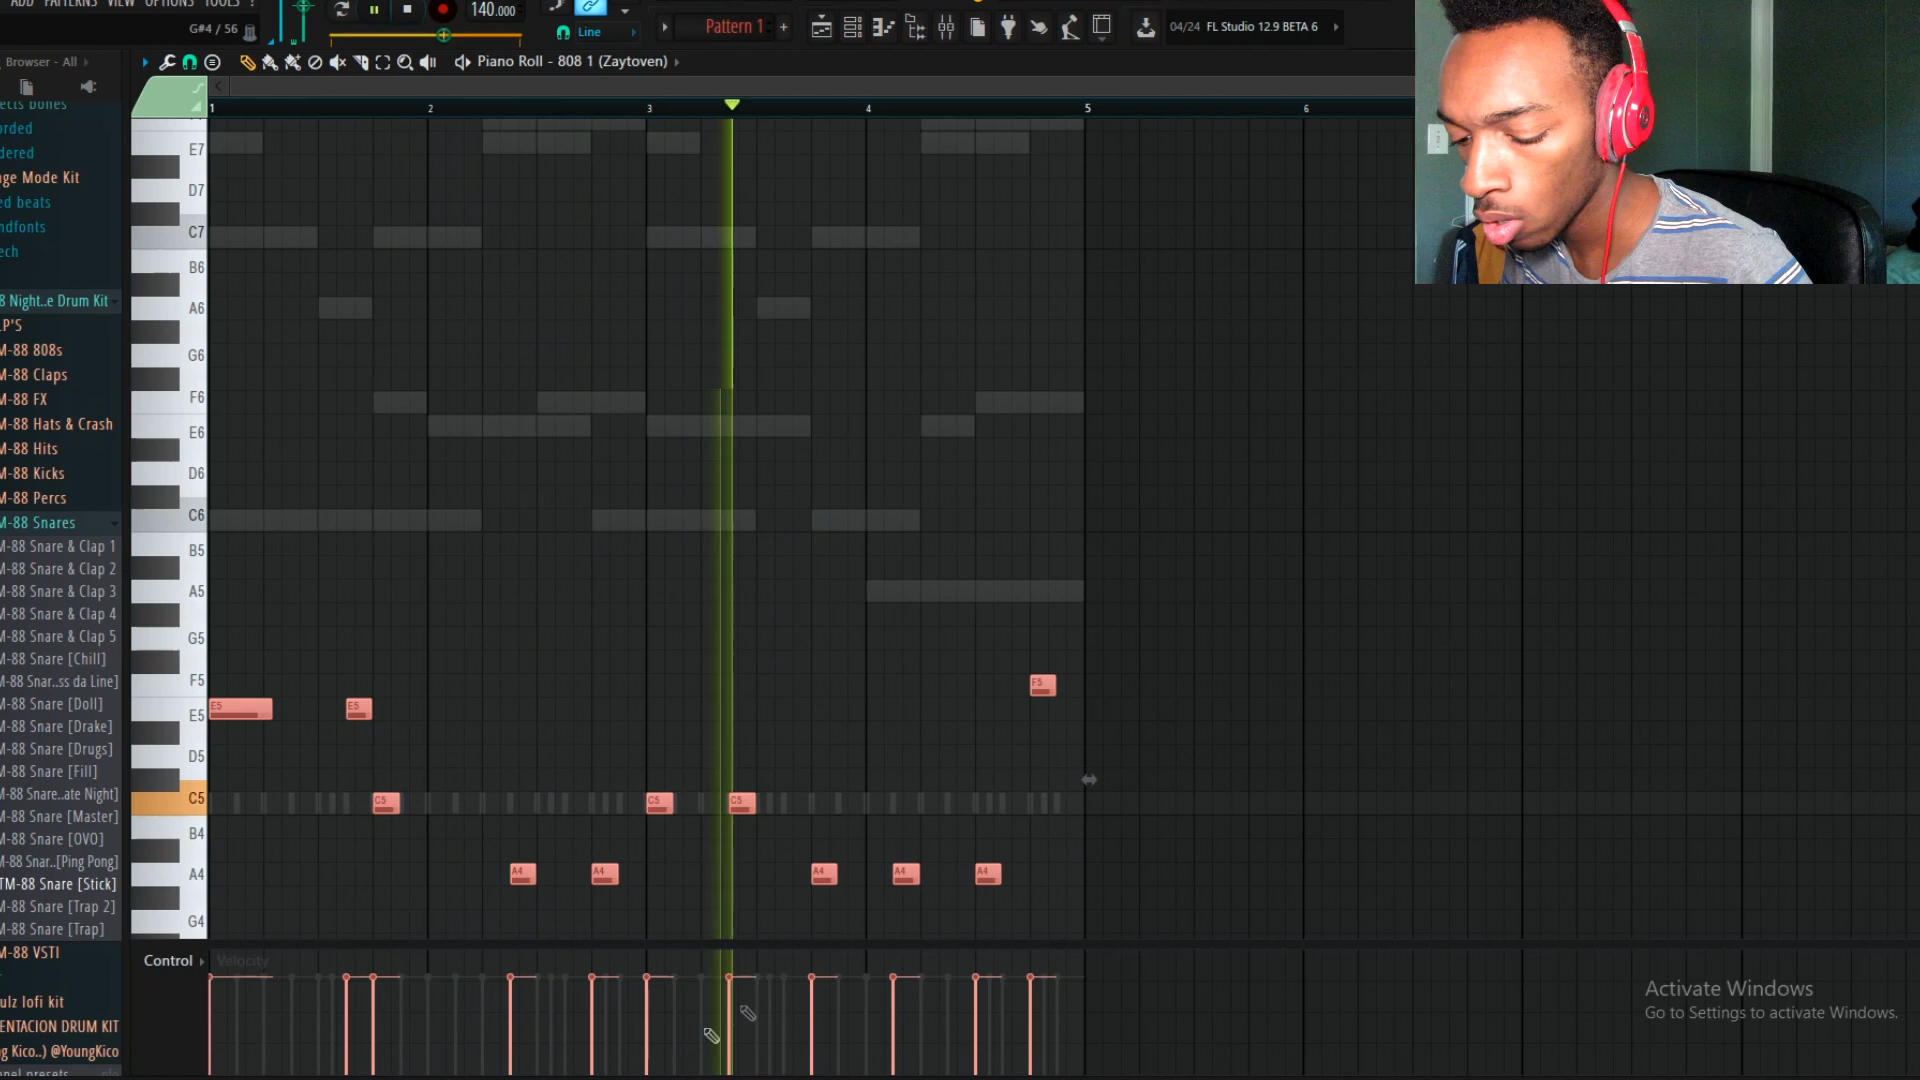 ADD PATTERNS VIEW OPTIONS TOOLS ?
G#4 / 56
140.000
Line
Pattern 1
04/24 FL Studio 12.9 BETA 6
Browser - All
Piano Roll - 808 1 (Zaytoven)
1 2 3 4 5 6
ects bones
orded
dered
age Mode Kit
ed beats
ndfonts
ech
8 Night..e Drum Kit
LP'S
M-88 808s
M-88 Claps
M-88 FX
M-88 Hats & Crash
M-88 Hits
M-88 Kicks
M-88 Percs
M-88 Snares
M-88 Snare & Clap 1
M-88 Snare & Clap 2
M-88 Snare & Clap 3
M-88 Snare & Clap 4
M-88 Snare & Clap 5
M-88 Snare [Chill]
M-88 Snar..ss da Line]
M-88 Snare [Doll]
M-88 Snare [Drake]
M-88 Snare [Drugs]
M-88 Snare [Fill]
M-88 Snare..ate Night]
M-88 Snare [Master]
M-88 Snare [OVO]
M-88 Snar..[Ping Pong]
TM-88 Snare [Stick]
M-88 Snare [Trap 2]
M-88 Snare [Trap]
M-88 VSTI
ulz lofi kit
ENTACION DRUM KIT
g Kico..) @YoungKico
nel presets
E7
D7
C7
B6
A6
G6
F6
E6
D6
C6
B5
A5
G5
F5 F5
E5 E5 E5
D5
C5 C5 C5 C5
B4
A4 A4 A4 A4 A4 A4
G4
Control Velocity
Activate Windows
Go to Settings to activate Windows.